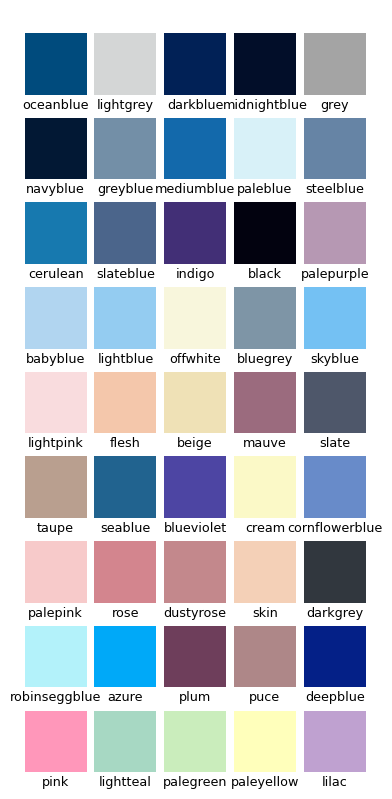 oceanblue lightgrey darkblue midnightblue grey
navyblue greyblue mediumblue paleblue steelblue
cerulean slateblue indigo black palepurple
babyblue lightblue offwhite bluegrey skyblue
lightpink flesh beige mauve slate
taupe seablue blueviolet cream cornflowerblue
palepink rose dustyrose skin darkgrey
robinseggblue azure plum puce deepblue
pink lightteal palegreen paleyellow lilac